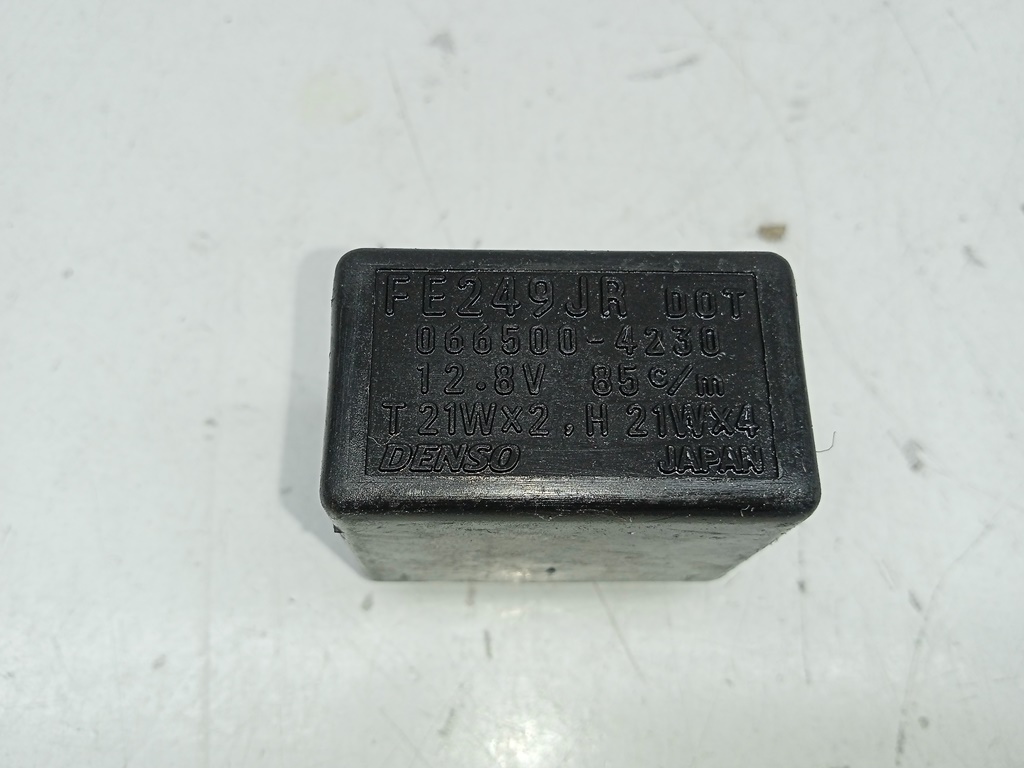 FE249JR DOT
066500-4230
12.8V 85c/m
T 21W×2, H 21W×4
DENSO JAPAN